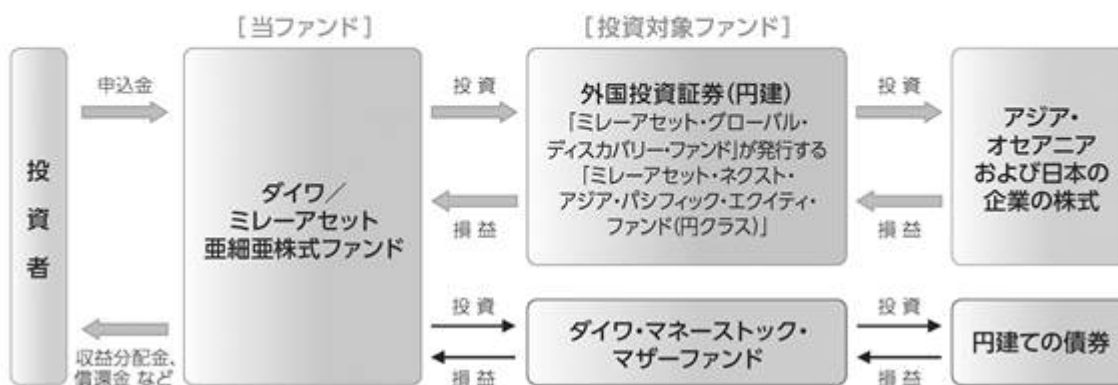 [当ファンド]
[投資対象ファンド]
投資者
申込金
収益分配金、
償還金 など
ダイワ／
ミレーアセット
亜細亜株式ファンド
投資
損益
外国投資証券(円建)
「ミレーアセット・グローバル・
ディスカバリー・ファンド」が発行する
「ミレーアセット・ネクスト・
アジア・パシフィック・エクイティ・
ファンド(円クラス)」
投資
損益
アジア・
オセアニア
および日本の
企業の株式
投資
損益
ダイワ・マネーストック・
マザーファンド
投資
損益
円建ての債券